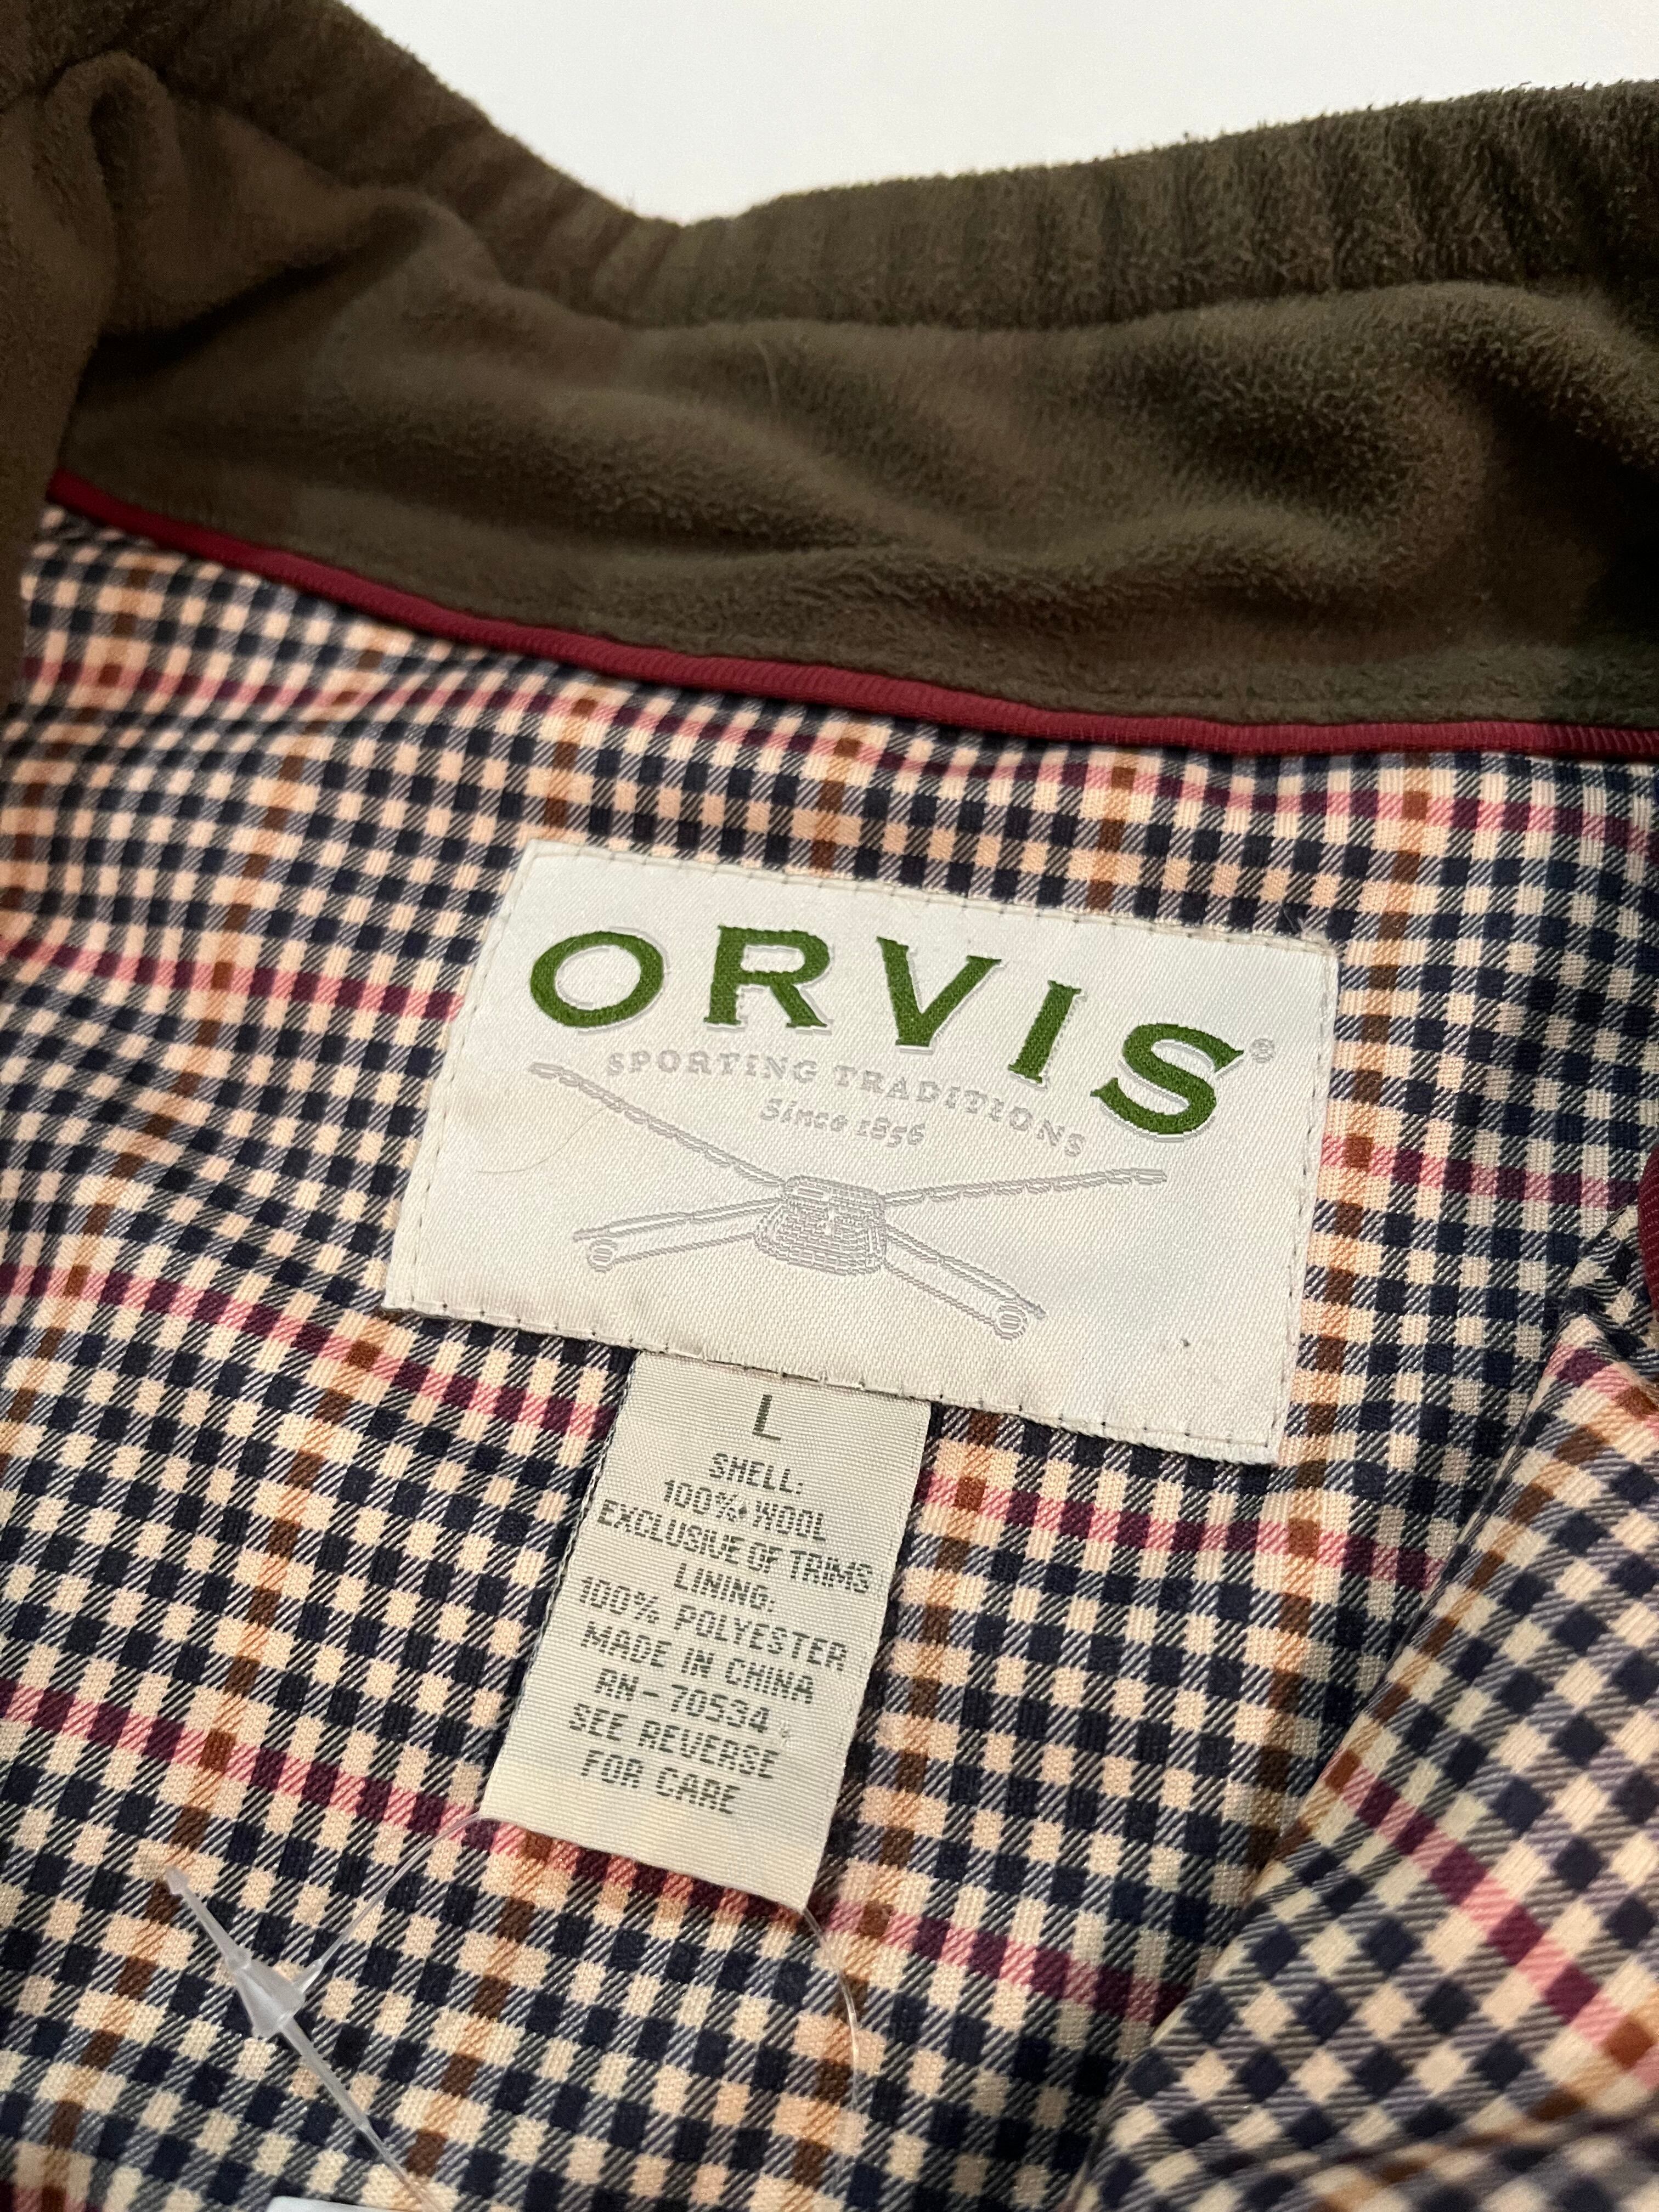 ORVIS®
SPORTING TRADITIONS
Since 1856
L
SHELL:
100% WOOL
EXCLUSIVE OF TRIMS
LINING:
100% POLYESTER
MADE IN CHINA
RN-70534
SEE REVERSE
FOR CARE